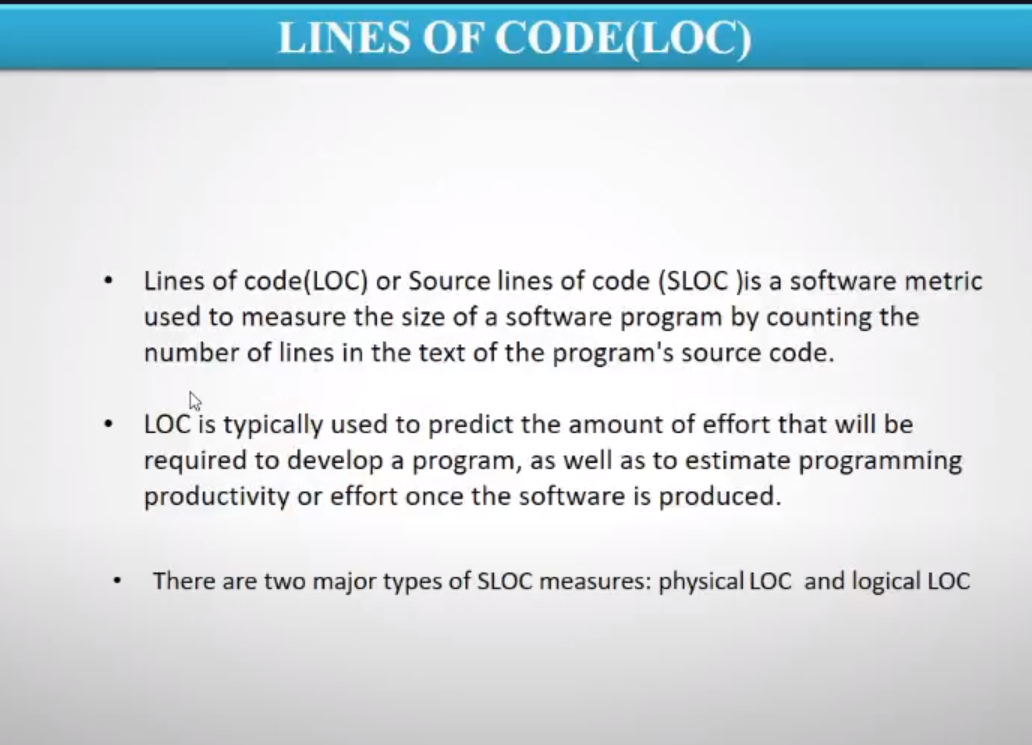 LINES OF CODE(LOC)
• Lines of code(LOC) or Source lines of code (SLOC )is a software metric
used to measure the size of a software program by counting the
number of lines in the text of the program's source code.
• LOC is typically used to predict the amount of effort that will be
required to develop a program, as well as to estimate programming
productivity or effort once the software is produced.
• There are two major types of SLOC measures: physical LOC  and logical LOC